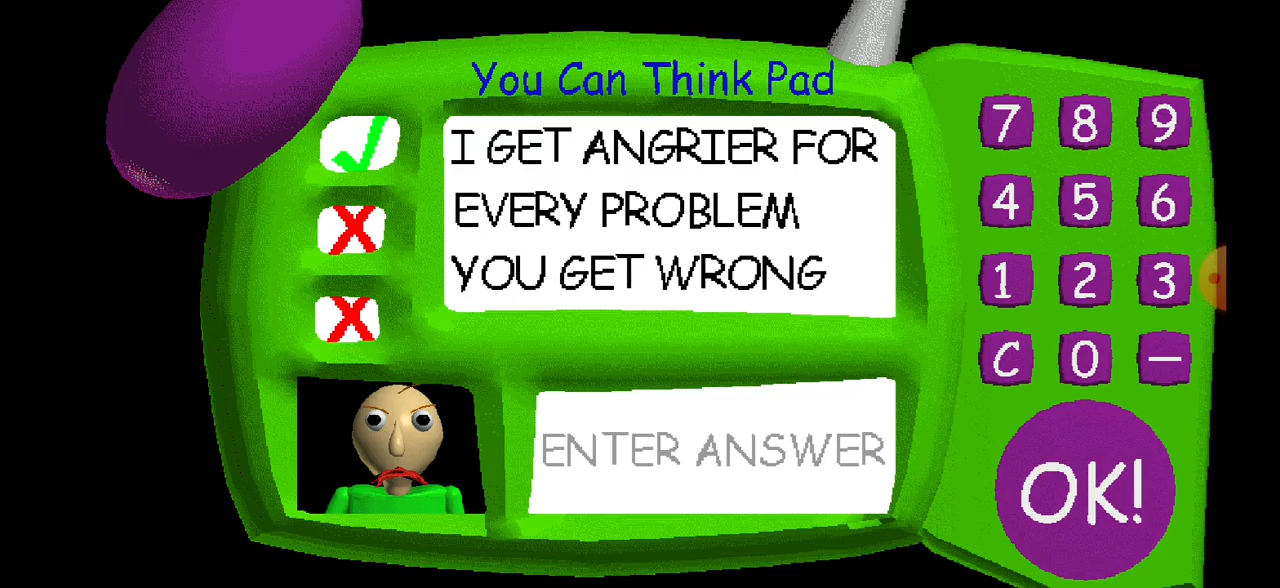 You Can Think Pad
I GET ANGRIER FOR
EVERY PROBLEM
YOU GET WRONG
ENTER ANSWER
7 8 9
4 5 6
1 2 3
C 0 —
OK!